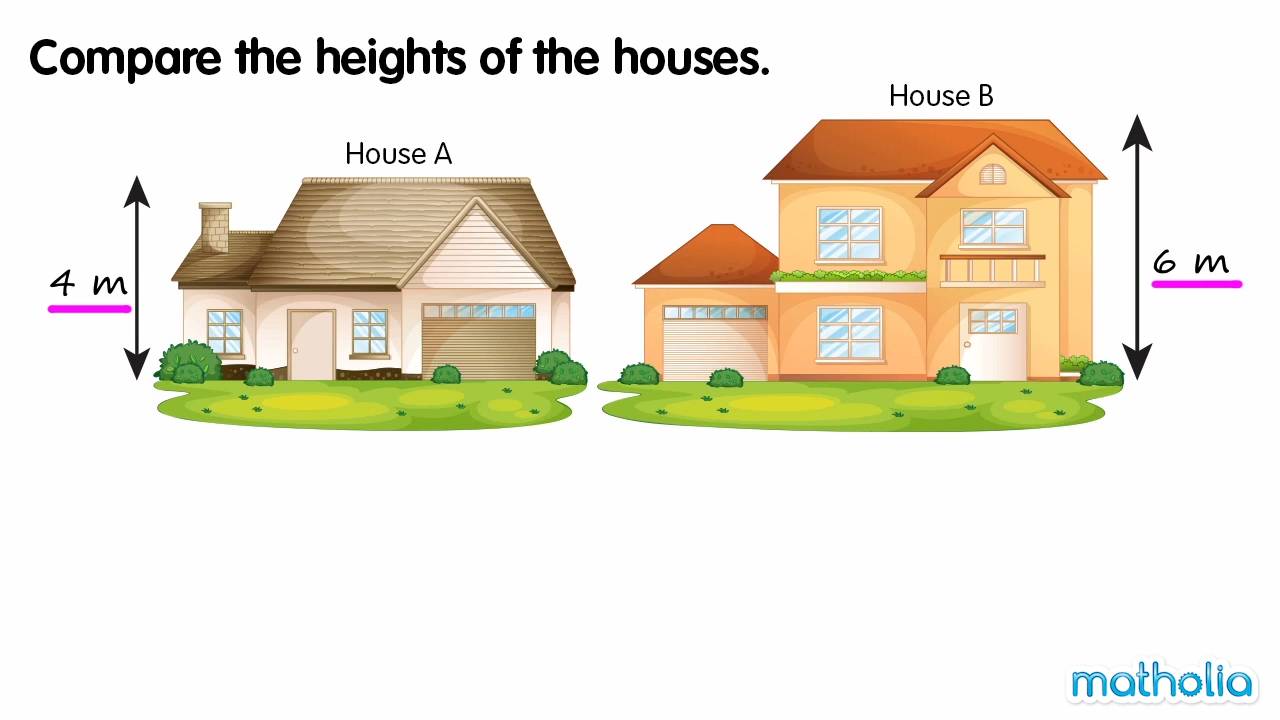 Compare the heights of the houses.
House B
House A
4 m
6 m
matholia